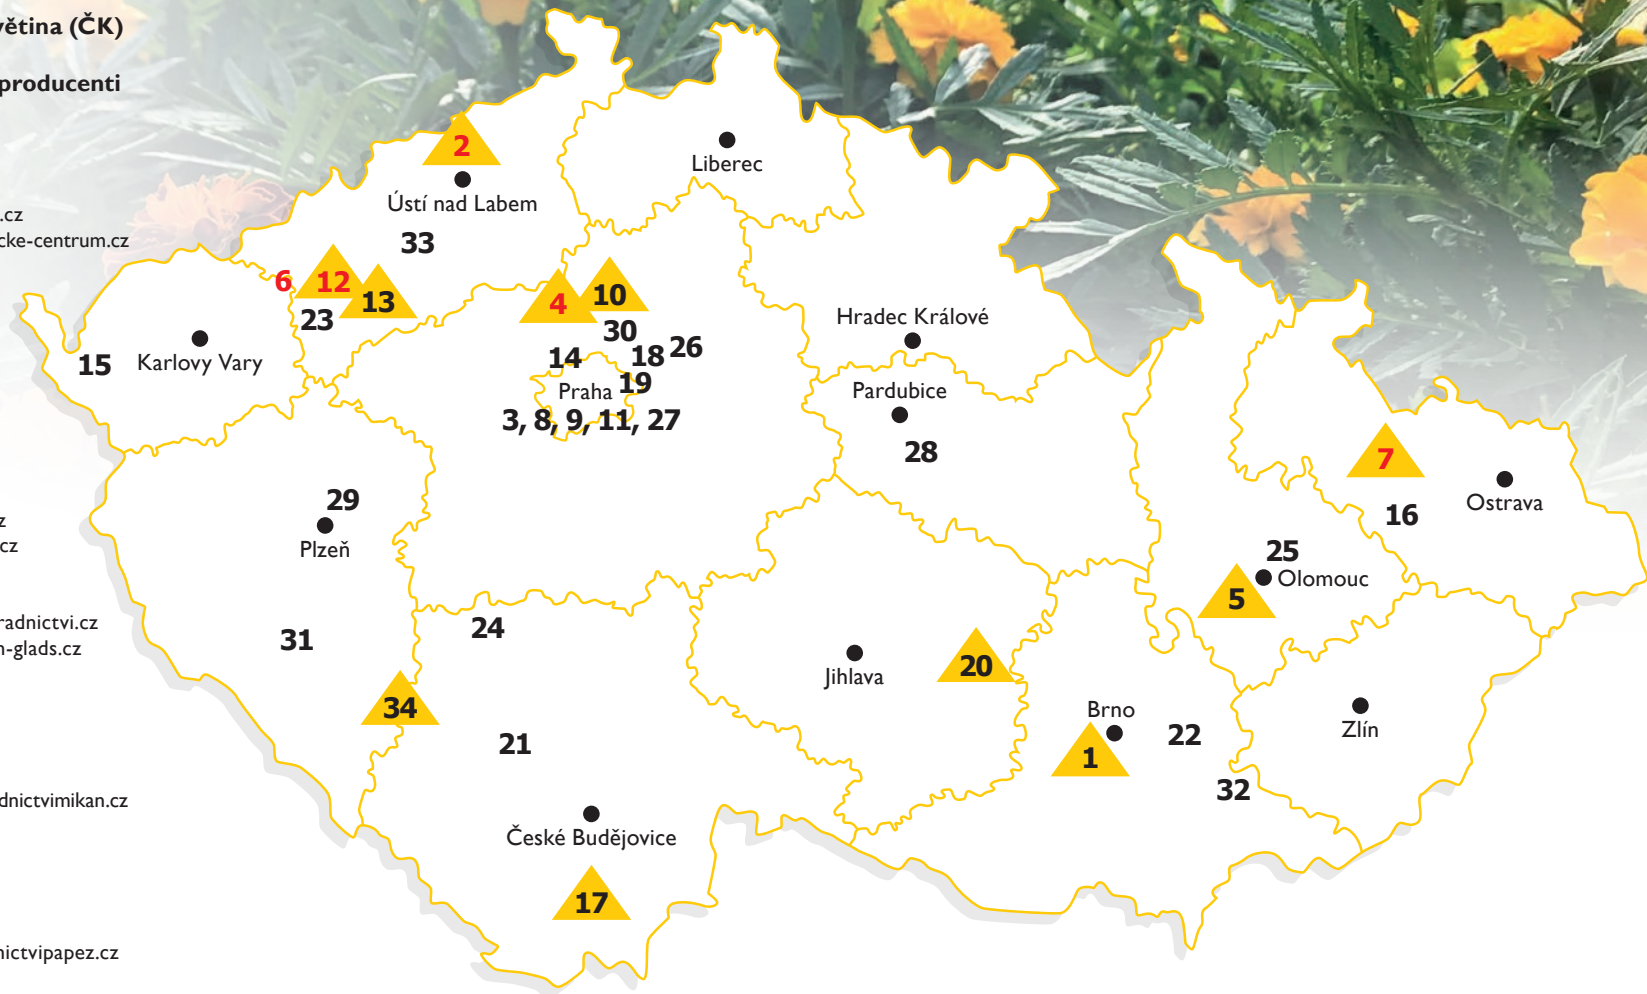 větina (ČK)
producenti
.cz
cke-centrum.cz
z
.cz
radnictvi.cz
n-glads.cz
dnictvimikan.cz
nictvipapez.cz
2
Liberec
Ústí nad Labem
33
6
12
13
23
4
10
30
Hradec Králové
15
Karlovy Vary
14
18
26
Praha
19
3, 8, 9, 11, 27
Pardubice
28
7
29
Plzeň
16
Ostrava
25
Olomouc
5
24
31
Jihlava
20
34
21
Brno
1
22
Zlín
32
České Budějovice
17